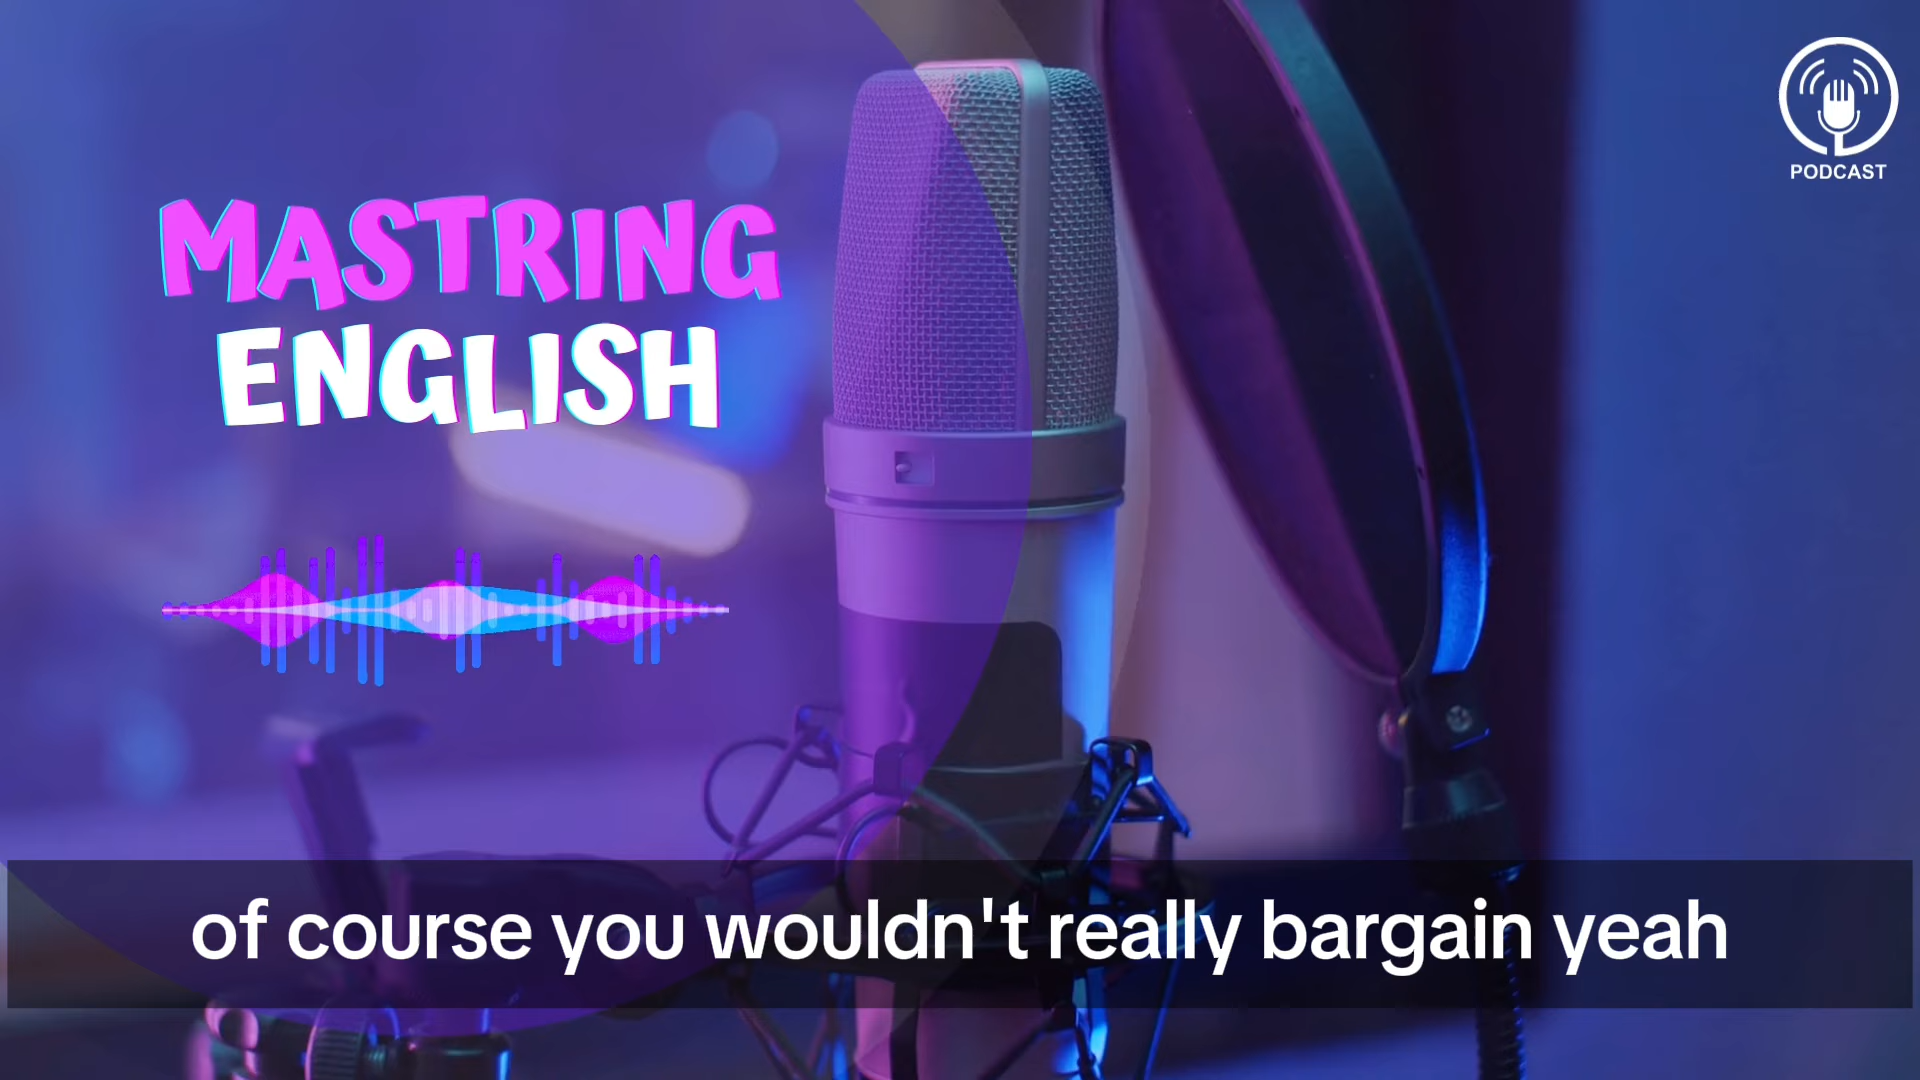 MASTRING
ENGLISH
PODCAST
of course you wouldn't really bargain yeah